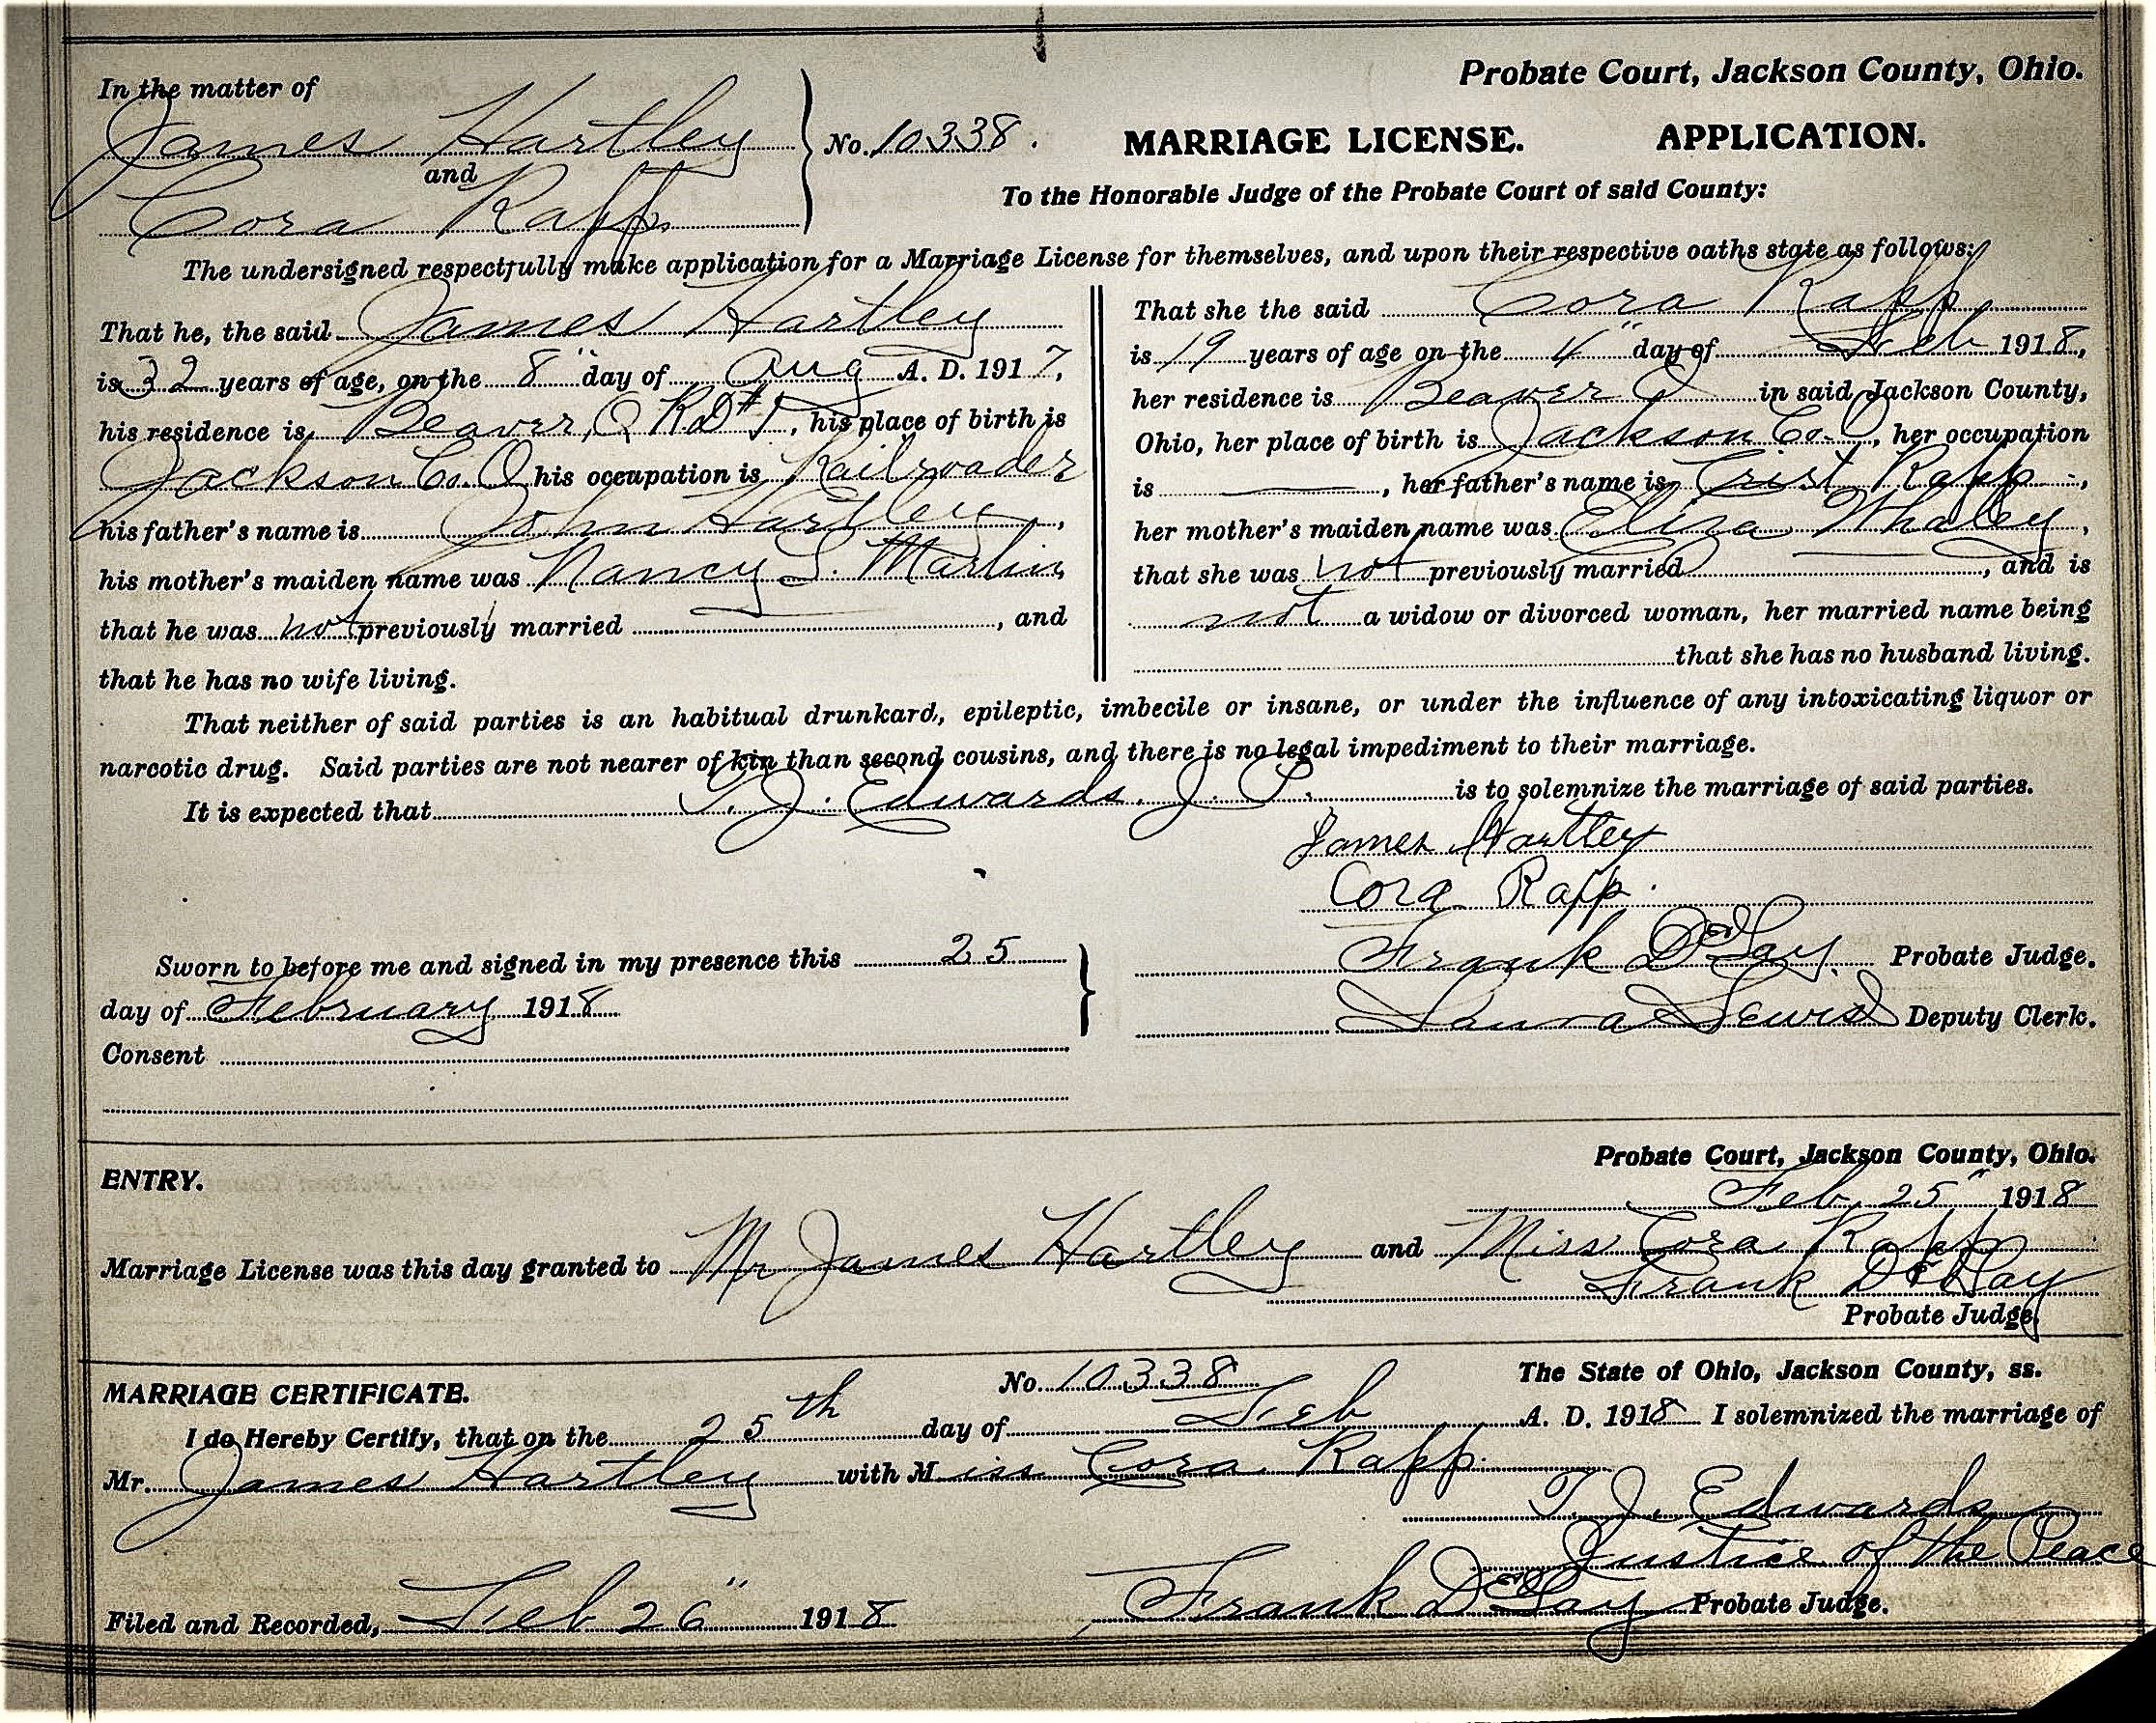 Probate Court, Jackson County, Ohio.
In the matter of
James Hartley
and
Cora Rapp
No. 10338.
MARRIAGE LICENSE. APPLICATION.
To the Honorable Judge of the Probate Court of said County:
The undersigned respectfully make application for a Marriage License for themselves, and upon their respective oaths state as follows:
That he, the said James Hartley
is 32 years of age, on the 8" day of Aug A. D. 1917,
his residence is Beaver, O RD #1, his place of birth is
Jackson Co. O his occupation is Railroader
his father's name is John Hartley,
his mother's maiden name was Nancy S. Martin
that he was not previously married , and
that he has no wife living.
That she the said Cora Rapp
is 19 years of age on the 4" day of Feb 1918,
her residence is Beaver O in said Jackson County,
Ohio, her place of birth is Jackson Co. O, her occupation
is —, her father's name is Crist Rapp,
her mother's maiden name was Eliza Whaley,
that she was not previously married — , and is
not a widow or divorced woman, her married name being
that she has no husband living.
That neither of said parties is an habitual drunkard, epileptic, imbecile or insane, or under the influence of any intoxicating liquor or
narcotic drug. Said parties are not nearer of kin than second cousins, and there is no legal impediment to their marriage.
It is expected that T. J. Edwards. J. P. is to solemnize the marriage of said parties.
James Hartley
Cora Rapp.
Sworn to before me and signed in my presence this 25
day of February 1918
Consent
Frank DeLay. Probate Judge.
Laura Lewis Deputy Clerk.
Probate Court, Jackson County, Ohio.
ENTRY.
Feb. 25" 1918
Marriage License was this day granted to Mr James Hartley and Miss Cora Rapp
Frank DeLay
Probate Judge.
MARRIAGE CERTIFICATE. No. 10338 The State of Ohio, Jackson County, ss.
I do Hereby Certify, that on the 25th day of Feb A. D. 1918 I solemnized the marriage of
Mr. James Hartley with Miss Cora Rapp.
T. J. Edwards
Justice of the Peace
Filed and Recorded, Feb 26" 1918 Frank DeLay Probate Judge.